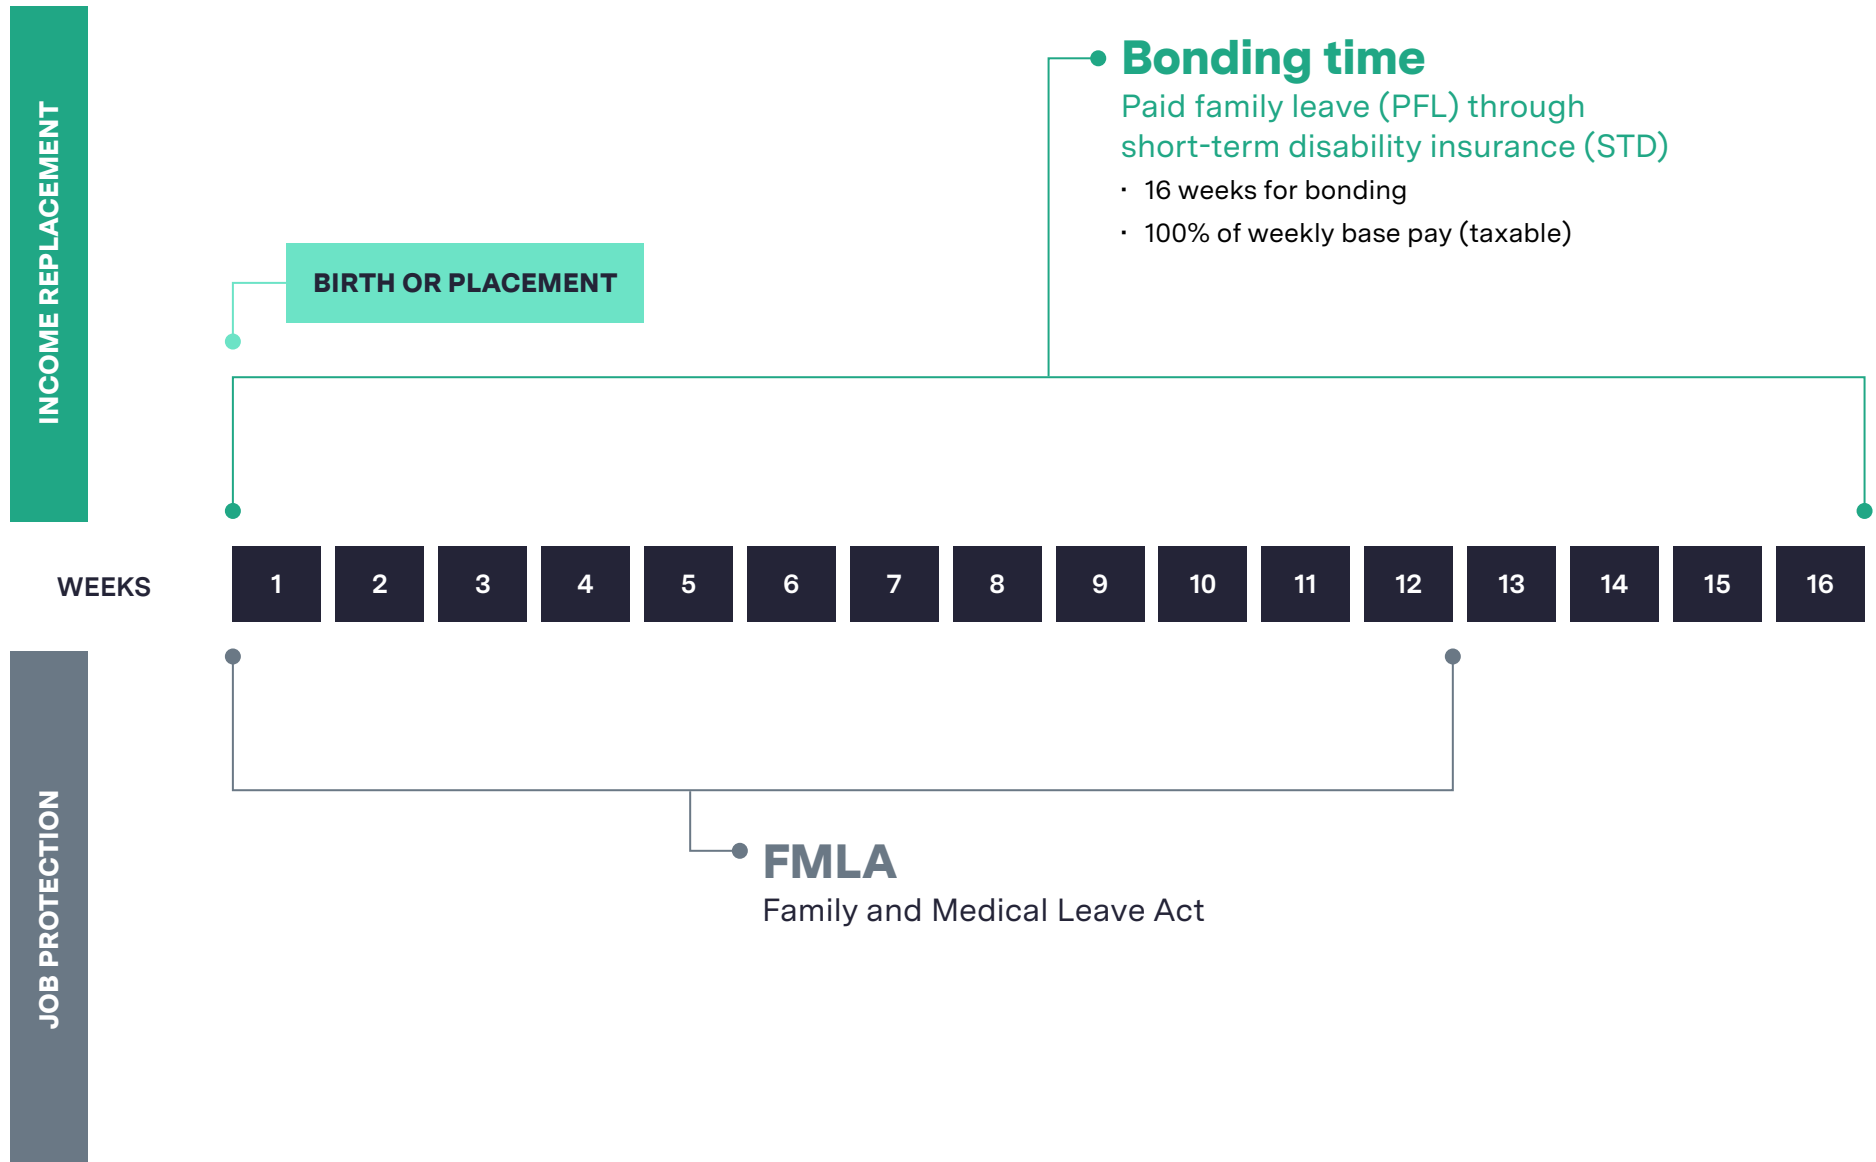 INCOME REPLACEMENT
Bonding time
Paid family leave (PFL) through
short-term disability insurance (STD)
· 16 weeks for bonding
· 100% of weekly base pay (taxable)
BIRTH OR PLACEMENT
WEEKS 1 2 3 4 5 6 7 8 9 10 11 12 13 14 15 16
JOB PROTECTION
FMLA
Family and Medical Leave Act